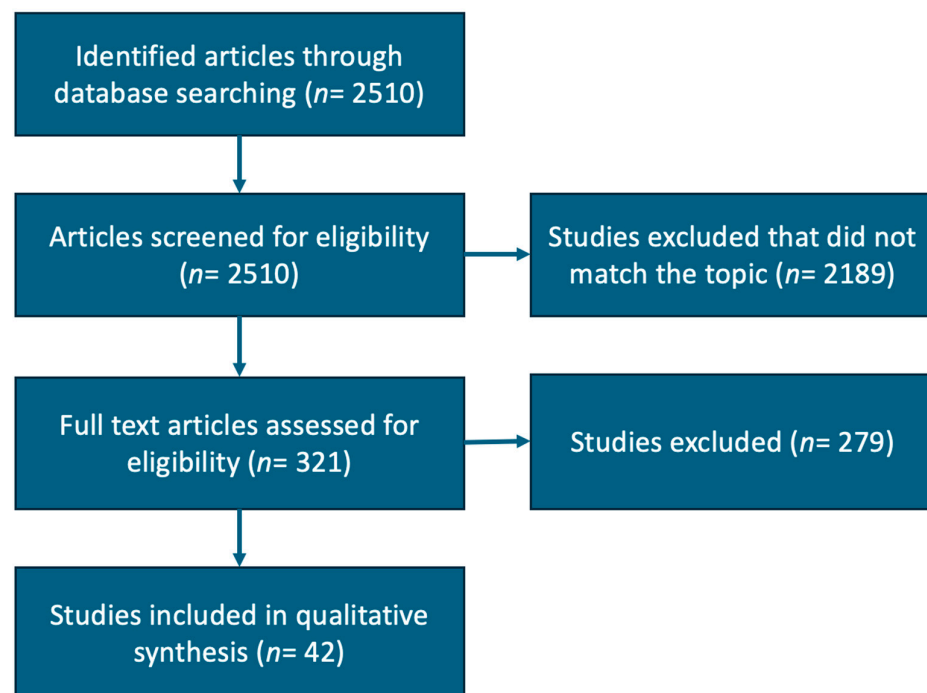 Identified articles through
database searching (n= 2510)
Articles screened for eligibility
(n= 2510)
Studies excluded that did not
match the topic (n= 2189)
Full text articles assessed for
eligibility (n= 321)
Studies excluded (n= 279)
Studies included in qualitative
synthesis (n= 42)